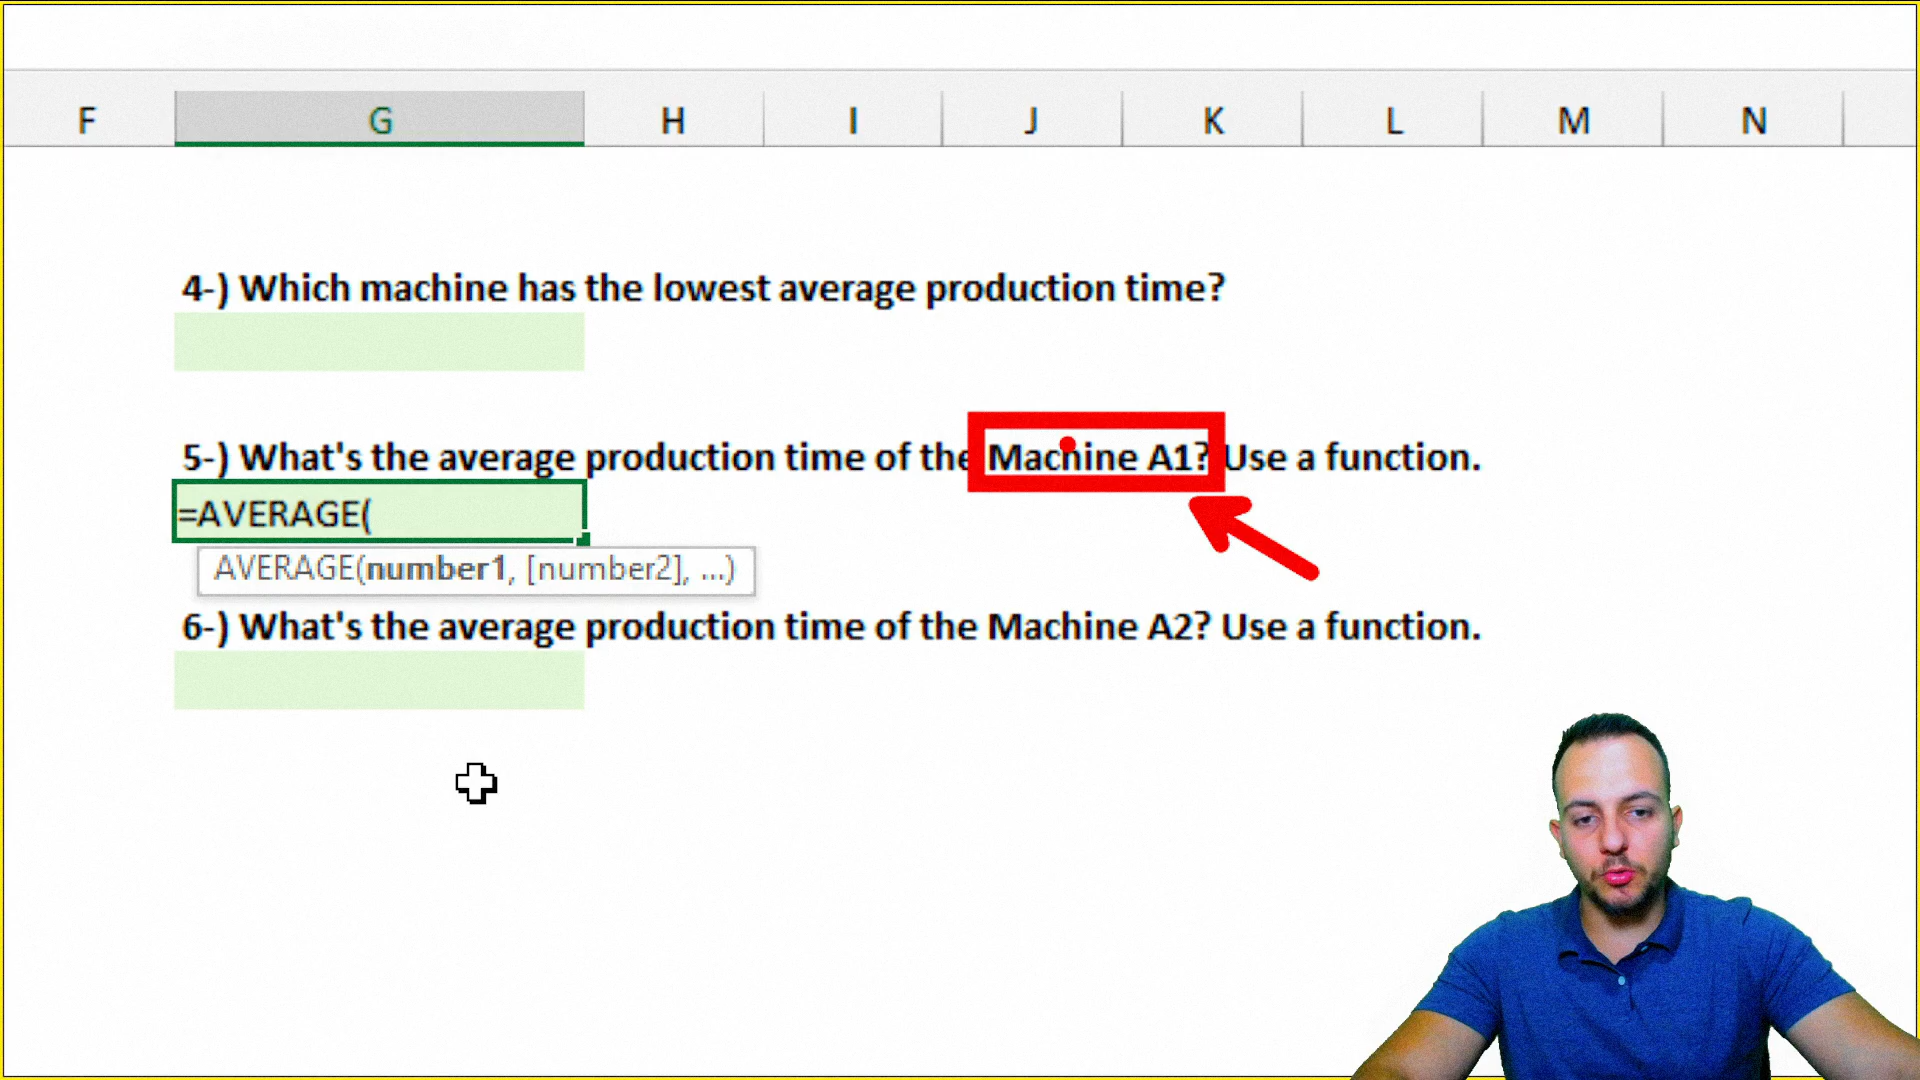 F G H I J K L M N
4-) Which machine has the lowest average production time?
5-) What's the average production time of the Machine A1? Use a function.
=AVERAGE(
AVERAGE(number1, [number2], ...)
6-) What's the average production time of the Machine A2? Use a function.